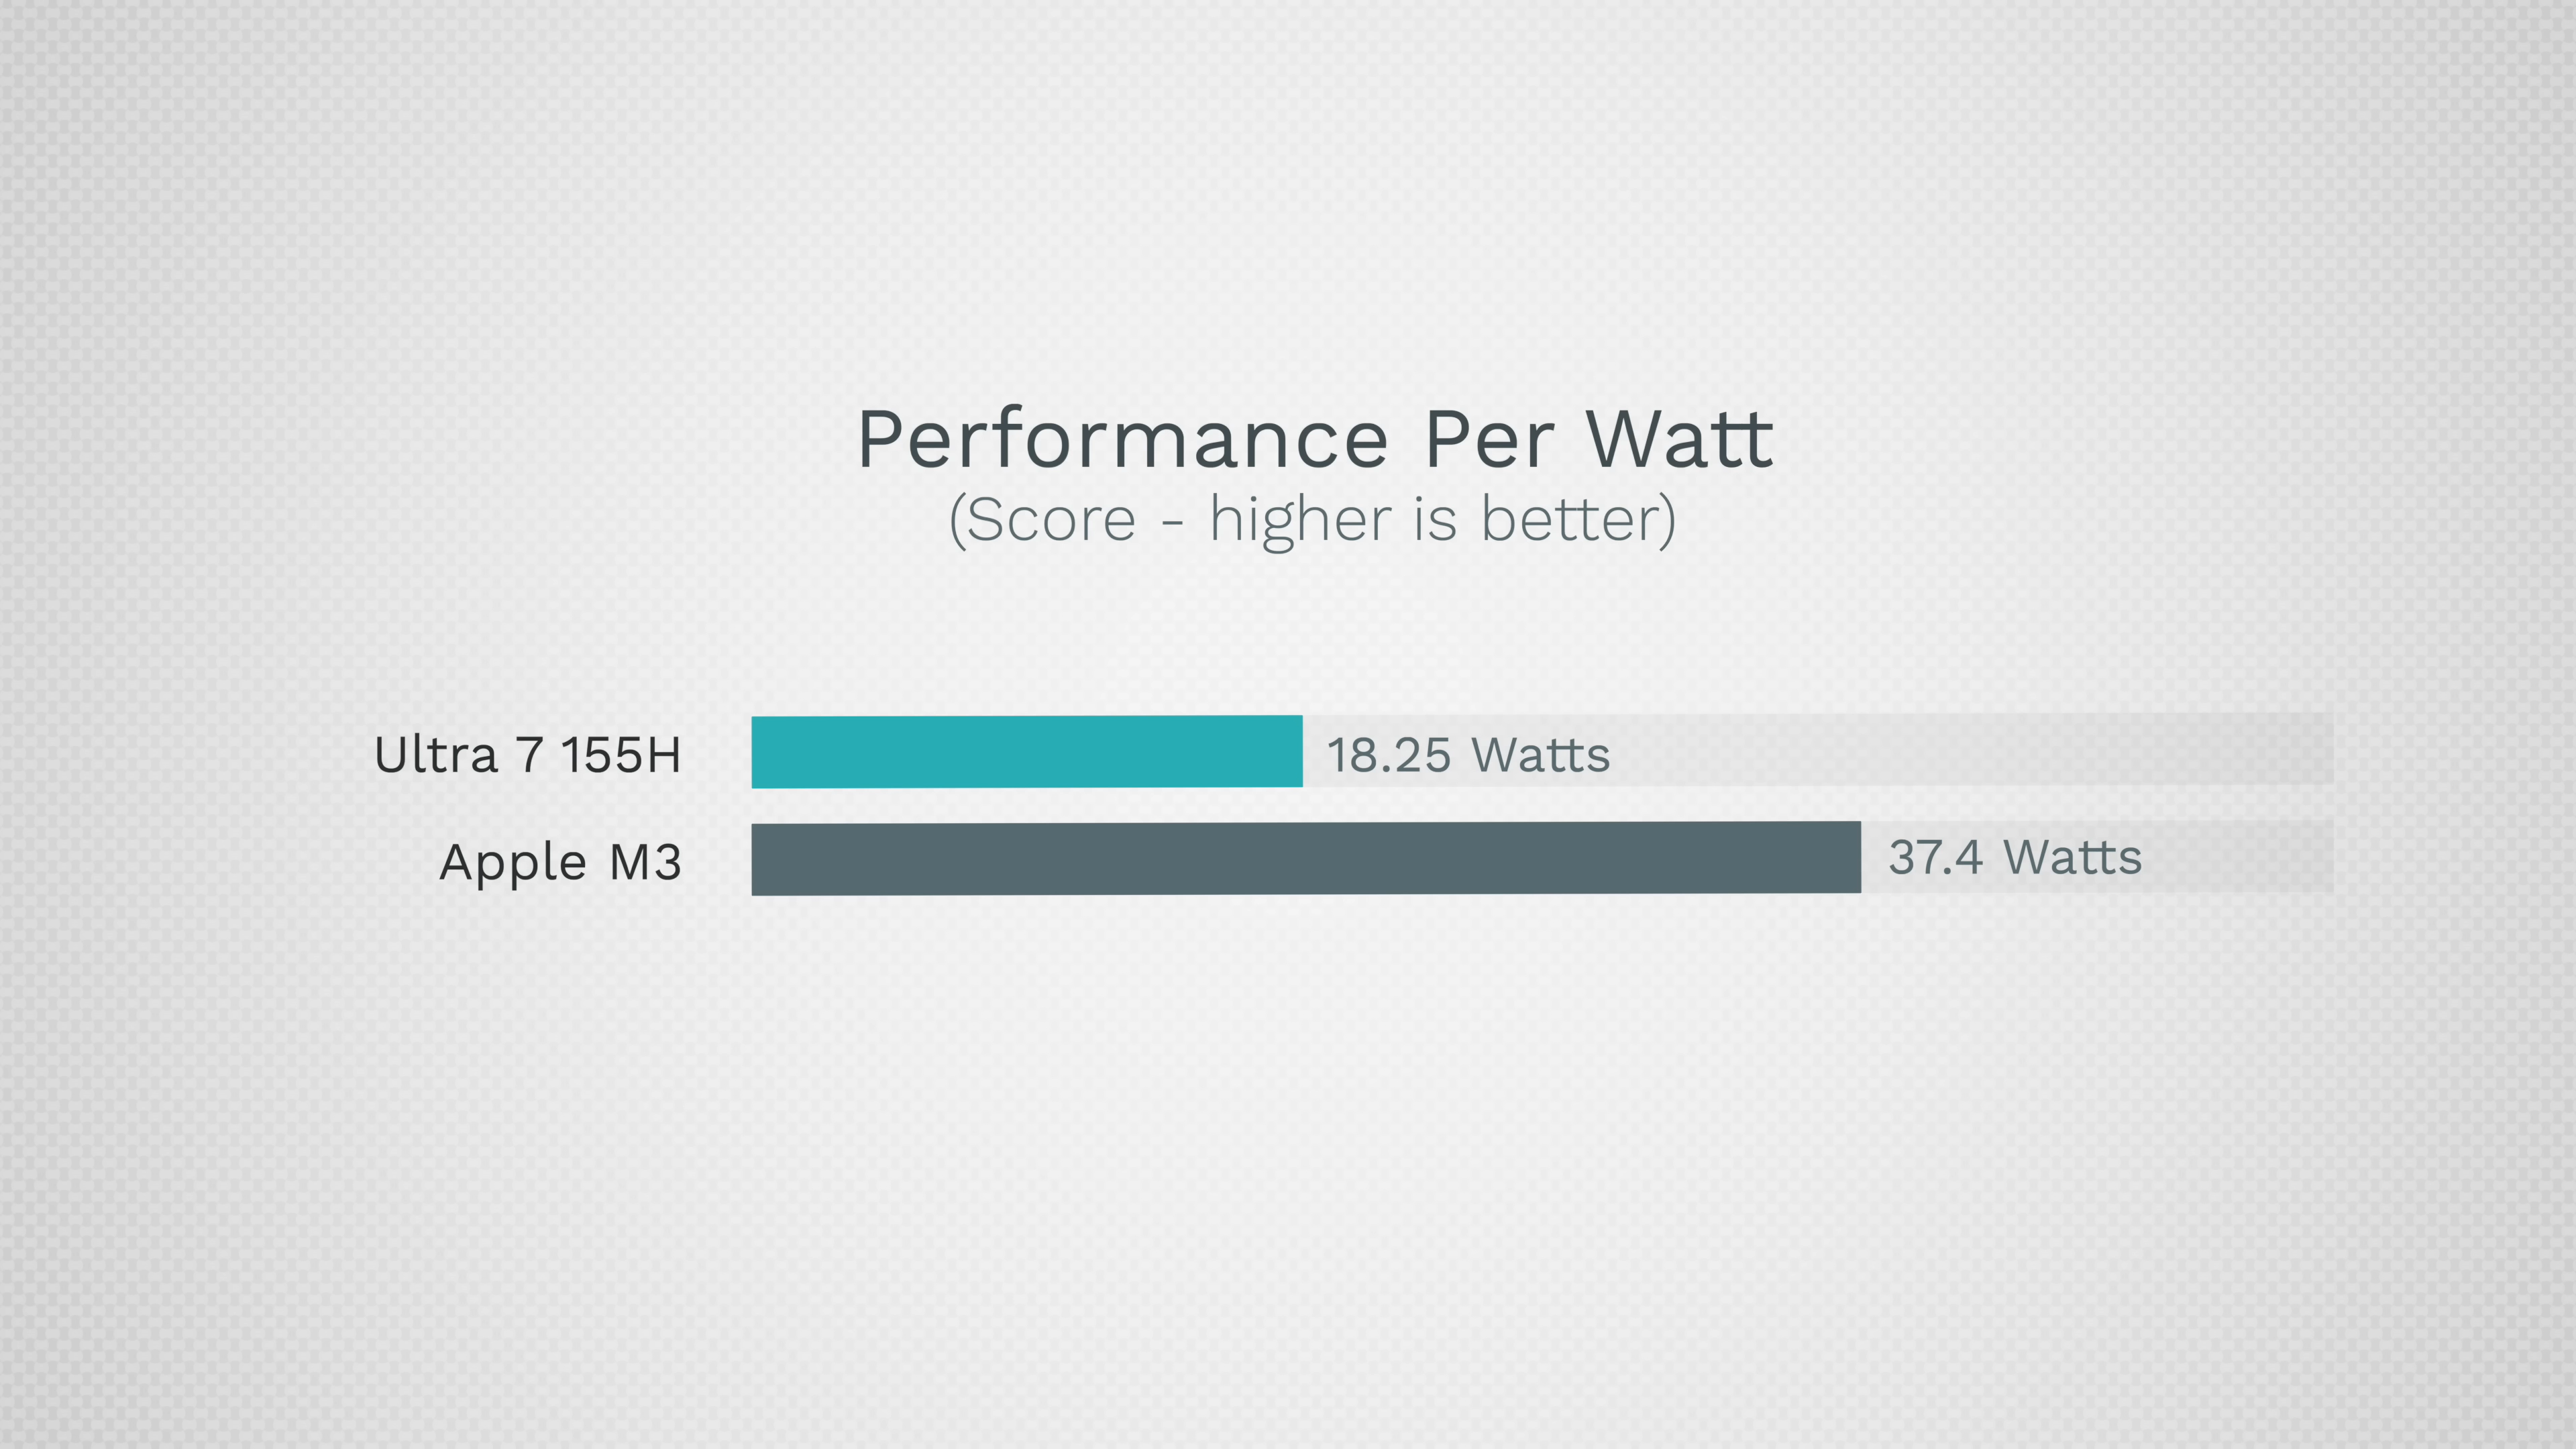 Performance Per Watt
(Score - higher is better)
Ultra 7 155H 18.25 Watts
Apple M3 37.4 Watts